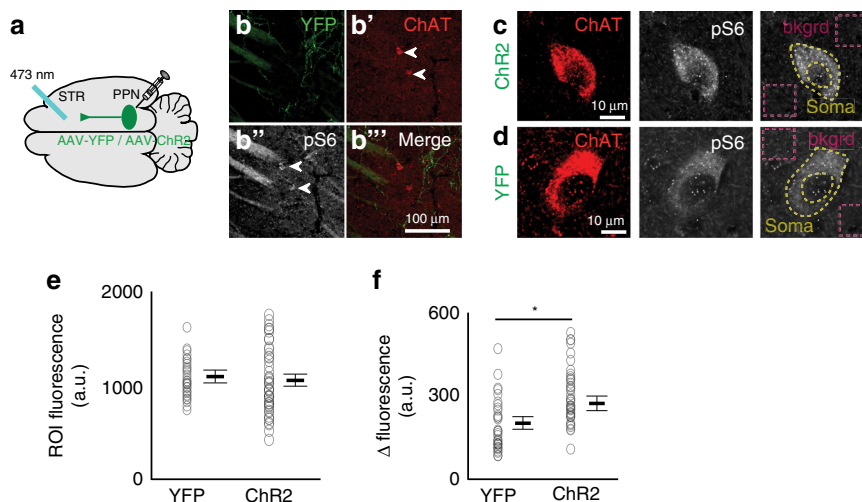 a
473 nm
STR
PPN
AAV-YFP / AAV-ChR2
b
YFP
b'
ChAT
b''
pS6
b'''
Merge
100 µm
c
ChR2
ChAT
10 µm
pS6
bkgrd
Soma
d
YFP
ChAT
10 µm
pS6
bkgrd
Soma
e
ROI fluorescence
(a.u.)
2000
1000
0
YFP
ChR2
f
Δ fluorescence
(a.u.)
600
300
0
*
YFP
ChR2